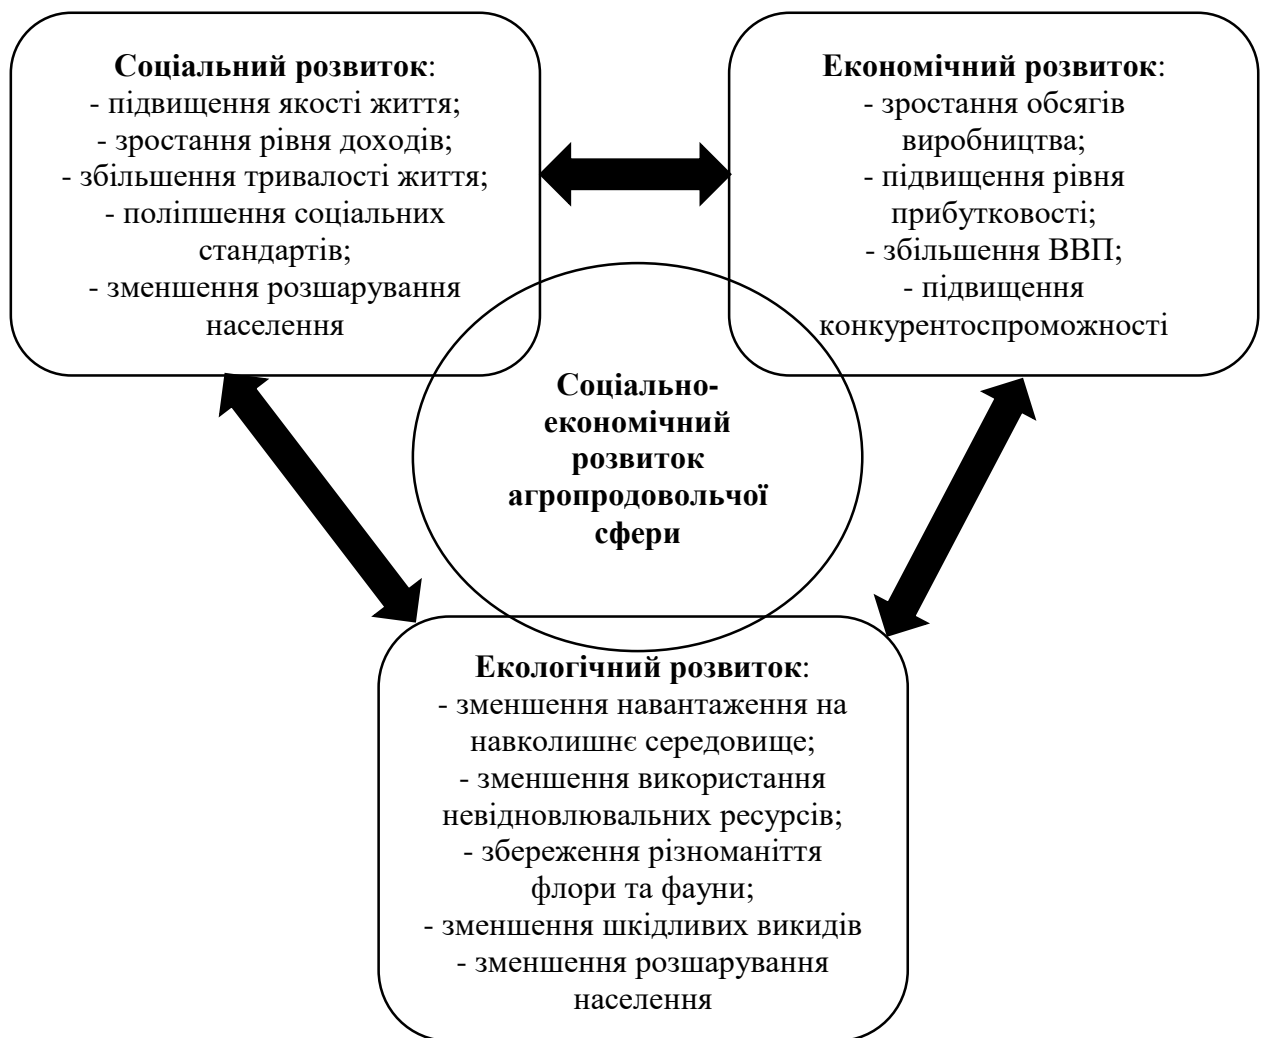 Соціальний розвиток:
- підвищення якості життя;
- зростання рівня доходів;
- збільшення тривалості життя;
- поліпшення соціальних
стандартів;
- зменшення розшарування
населення
Економічний розвиток:
- зростання обсягів
виробництва;
- підвищення рівня
прибутковості;
- збільшення ВВП;
- підвищення
конкурентоспроможності
Соціально-
економічний
розвиток
агропродовольчої
сфери
Екологічний розвиток:
- зменшення навантаження на
навколишнє середовище;
- зменшення використання
невідновлювальних ресурсів;
- збереження різноманіття
флори та фауни;
- зменшення шкідливих викидів
- зменшення розшарування
населення